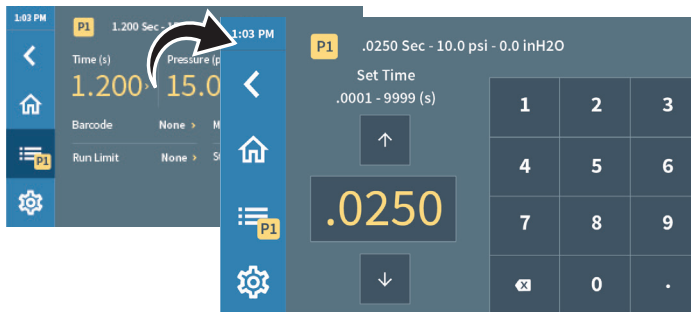 1:03 PM
P1 1.200 Sec -
Time (s) Pressure (p
1.200 15.0
Barcode None M
Run Limit None S
P1
1:03 PM
P1 .0250 Sec - 10.0 psi - 0.0 inH2O
Set Time
.0001 - 9999 (s)
.0250
1 2 3
4 5 6
7 8 9
0 .
P1